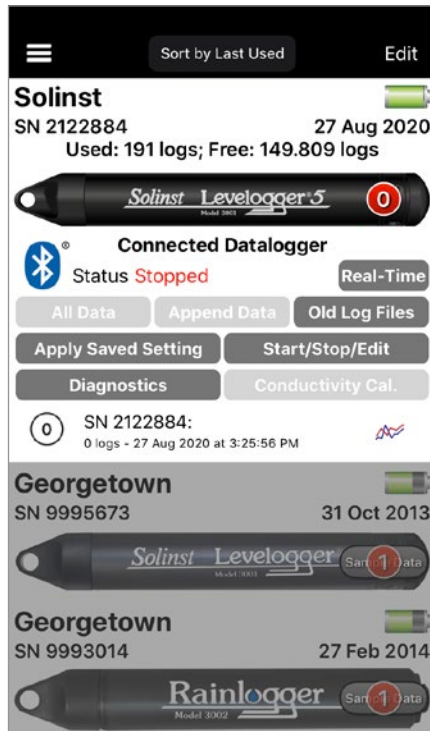 Sort by Last Used Edit
Solinst
SN 2122884 27 Aug 2020
Used: 191 logs; Free: 149.809 logs
Solinst Levelogger 5 0
Model 3001
Connected Datalogger
® Status Stopped Real-Time
All Data Append Data Old Log Files
Apply Saved Setting Start/Stop/Edit
Diagnostics Conductivity Cal.
0 SN 2122884:
0 logs - 27 Aug 2020 at 3:25:56 PM
Georgetown
SN 9995673 31 Oct 2013
Solinst Levelogger Sample Data 1
Model 3001
Georgetown
SN 9993014 27 Feb 2014
Rainlogger Sample Data 1
Model 3002